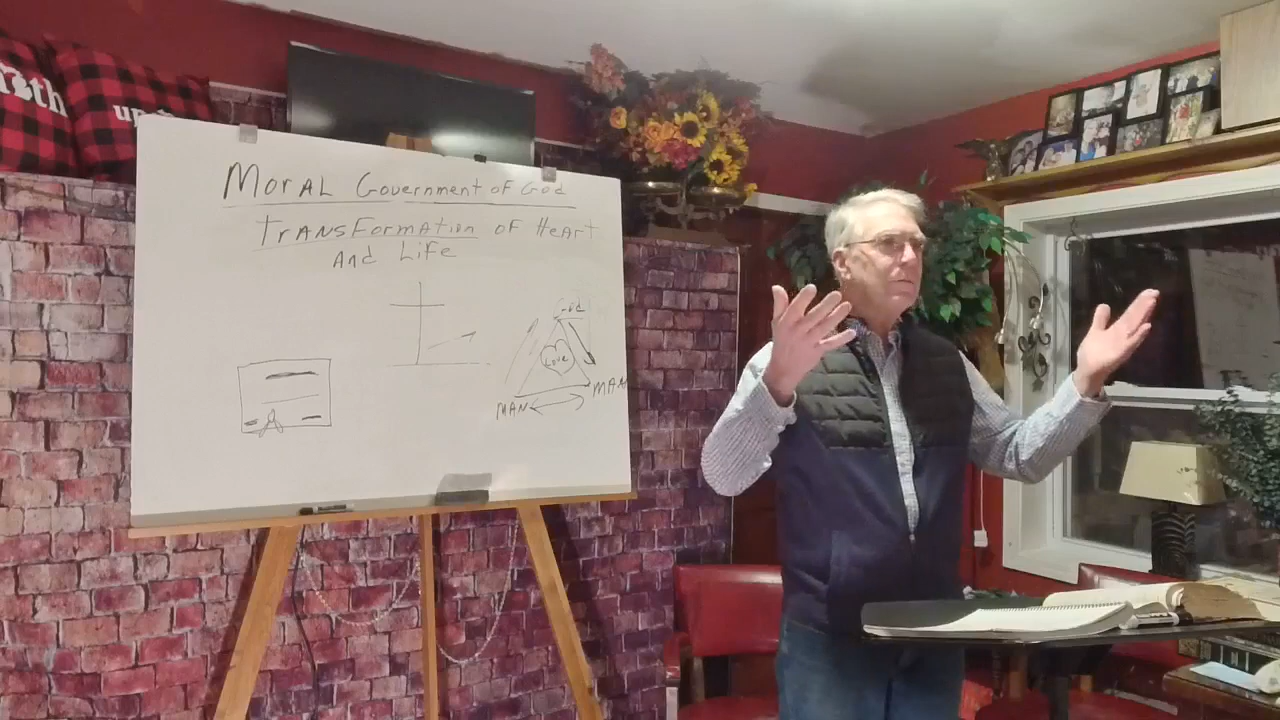 MORAL Government of God
TRANSFormation of Heart
And Life
God
Love
MAN
MAN